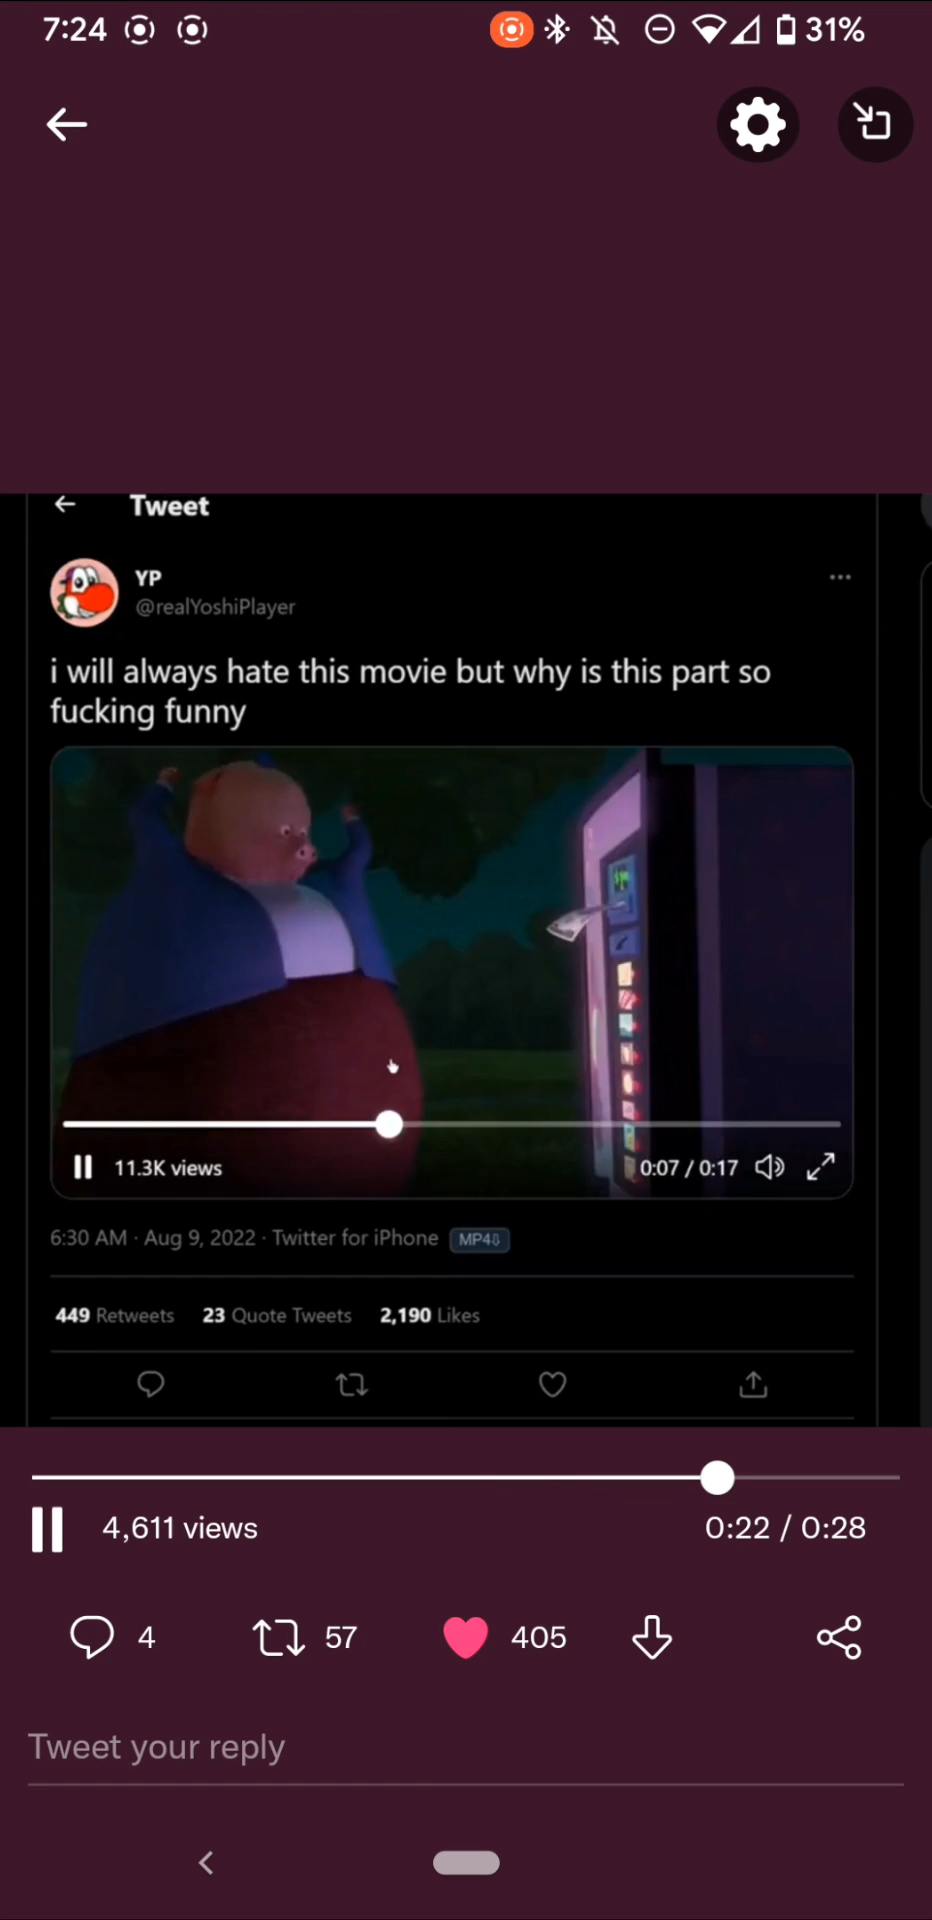 7:24
31%
Tweet
YP
@realYoshiPlayer
i will always hate this movie but why is this part so
fucking funny
11.3K views
0:07 / 0:17
6:30 AM · Aug 9, 2022 · Twitter for iPhone MP4⇩
449 Retweets 23 Quote Tweets 2,190 Likes
4,611 views
0:22 / 0:28
4
57
405
Tweet your reply